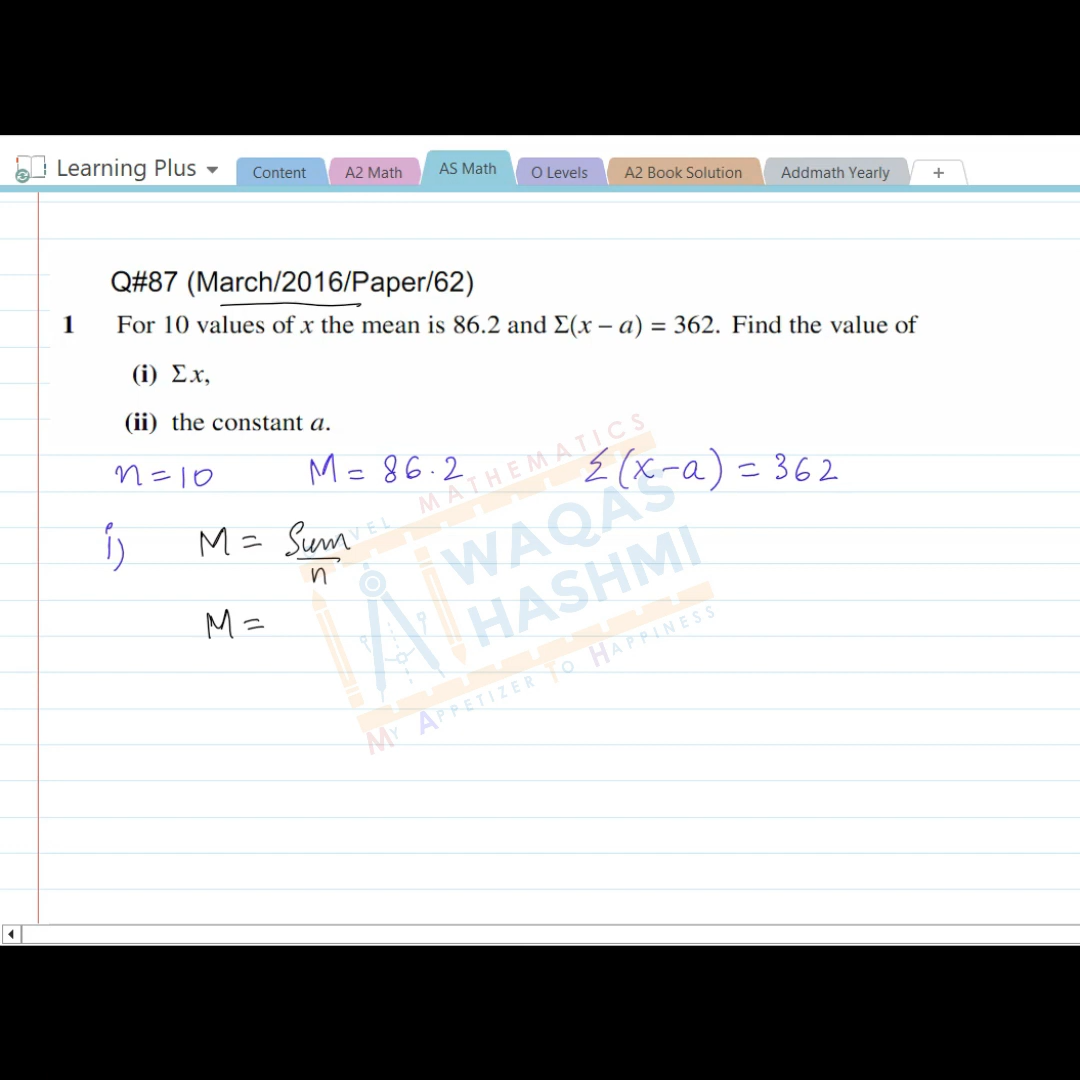 Learning Plus Content A2 Math AS Math O Levels A2 Book Solution Addmath Yearly +
Q#87 (March/2016/Paper/62)
1 For 10 values of x the mean is 86.2 and Σ(x – a) = 362. Find the value of
(i) Σx,
(ii) the constant a.
n = 10 M = 86.2 Σ(x-a) = 362
i) M = Sum/n
M =
MATHEMATICS
WAQAS
HASHMI
MY APPETIZER TO HAPPINESS